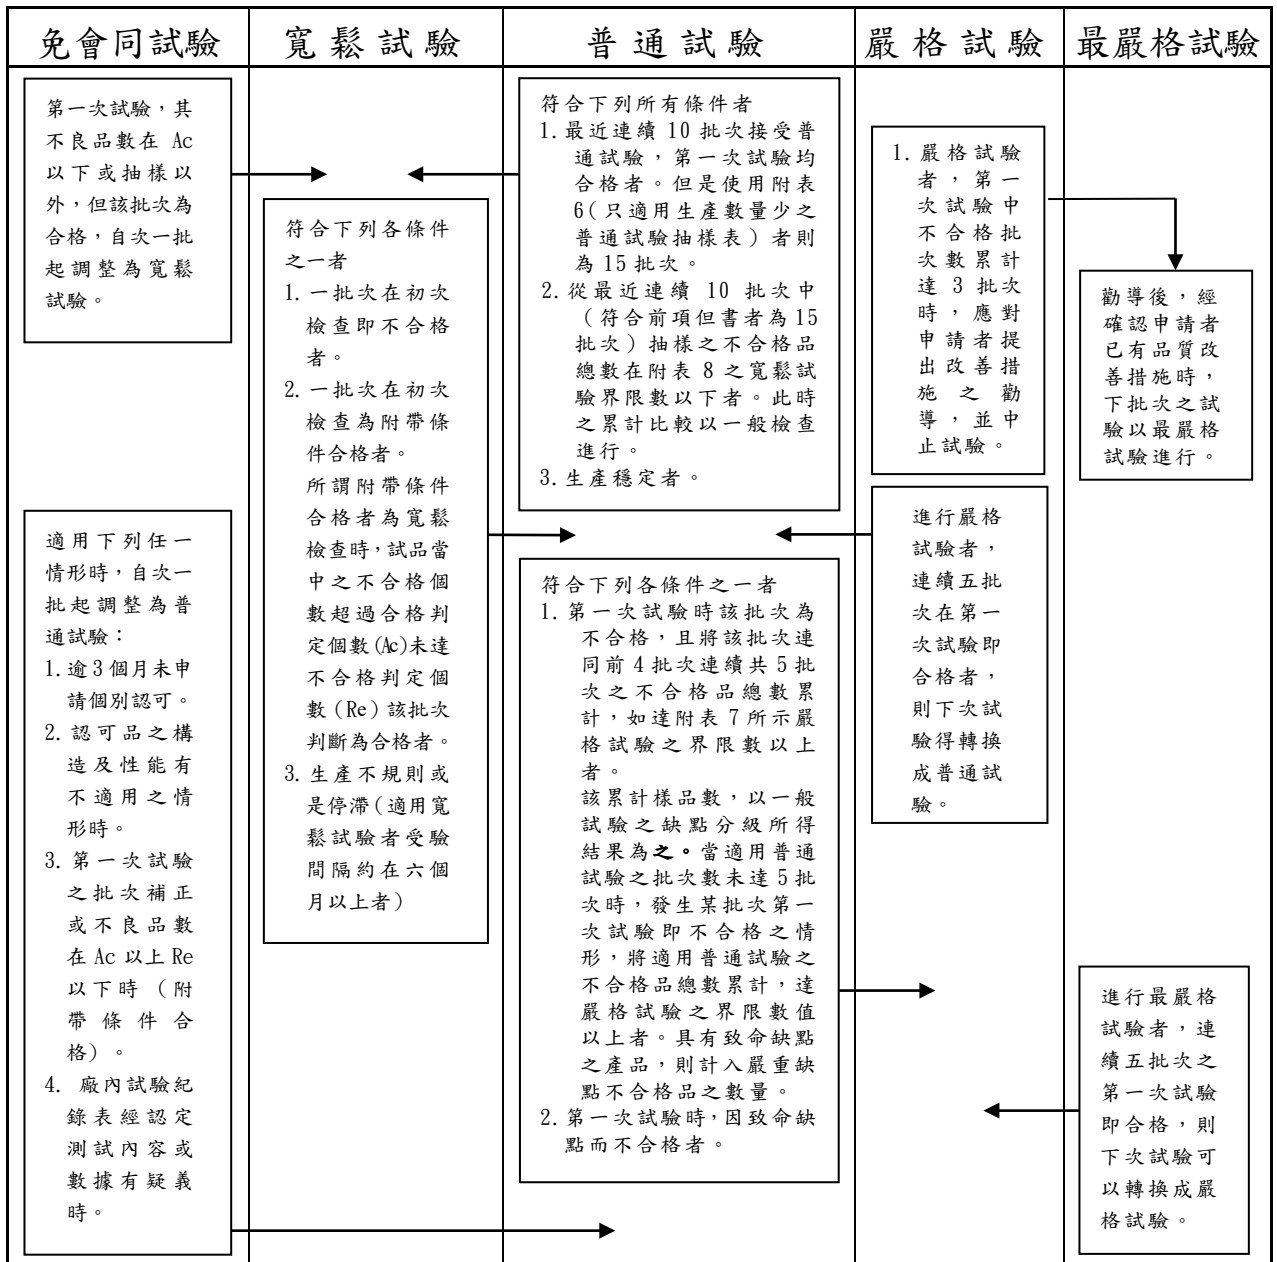 免會同試驗
寬鬆試驗
普通試驗
嚴格試驗
最嚴格試驗
第一次試驗，其
不良品數在 Ac
以下或抽樣以
外，但該批次為
合格，自次一批
起調整為寬鬆
試驗。
適用下列任一
情形時，自次一
批起調整為普
通試驗：
1.逾3個月未申
請個別認可。
2.認可品之構
造及性能有
不適用之情
形時。
3.第一次試驗
之批次補正
或不良品數
在 Ac 以上 Re
以下時（附
帶條件合
格）。
4. 廠內試驗紀
錄表經認定
測試內容或
數據有疑義
時。
符合下列各條件
之一者
1.一批次在初次
檢查即不合格
者。
2.一批次在初次
檢查為附帶條
件合格者。
所謂附帶條件
合格者為寬鬆
檢查時，試品當
中之不合格個
數超過合格判
定個數(Ac)未達
不合格判定個
數（Re）該批次
判斷為合格者。
3.生產不規則或
是停滯（適用寬
鬆試驗者受驗
間隔約在六個
月以上者）
符合下列所有條件者
1.最近連續 10 批次接受普
通試驗，第一次試驗均
合格者。但是使用附表
6(只適用生產數量少之
普通試驗抽樣表）者則
為 15 批次。
2.從最近連續 10 批次中
（符合前項但書者為 15
批次）抽樣之不合格品
總數在附表 8 之寬鬆試
驗界限數以下者。此時
之累計比較以一般檢查
進行。
3.生產穩定者。
符合下列各條件之一者
1.第一次試驗時該批次為
不合格，且將該批次連
同前 4 批次連續共 5 批
次之不合格品總數累
計，如達附表 7 所示嚴
格試驗之界限數以上
者。
該累計樣品數，以一般
試驗之缺點分級所得
結果為之。當適用普通
試驗之批次數未達 5 批
次時，發生某批次第一
次試驗即不合格之情
形，將適用普通試驗之
不合格品總數累計，達
嚴格試驗之界限數值
以上者。具有致命缺點
之產品，則計入嚴重缺
點不合格品之數量。
2.第一次試驗時，因致命缺
點而不合格者。
1.嚴格試驗
者，第一
次試驗中
不合格批
次數累計
達 3 批次
時，應對
申請者提
出改善措
施之勸
導，並中
止試驗。
進行嚴格
試驗者，
連續五批
次在第一
次試驗即
合格者，
則下次試
驗得轉換
成普通試
驗。
勸導後，經
確認申請者
已有品質改
善措施時，
下批次之試
驗以最嚴格
試驗進行。
進行最嚴格
試驗者，連
續五批次之
第一次試驗
即合格，則
下次試驗可
以轉換成嚴
格試驗。